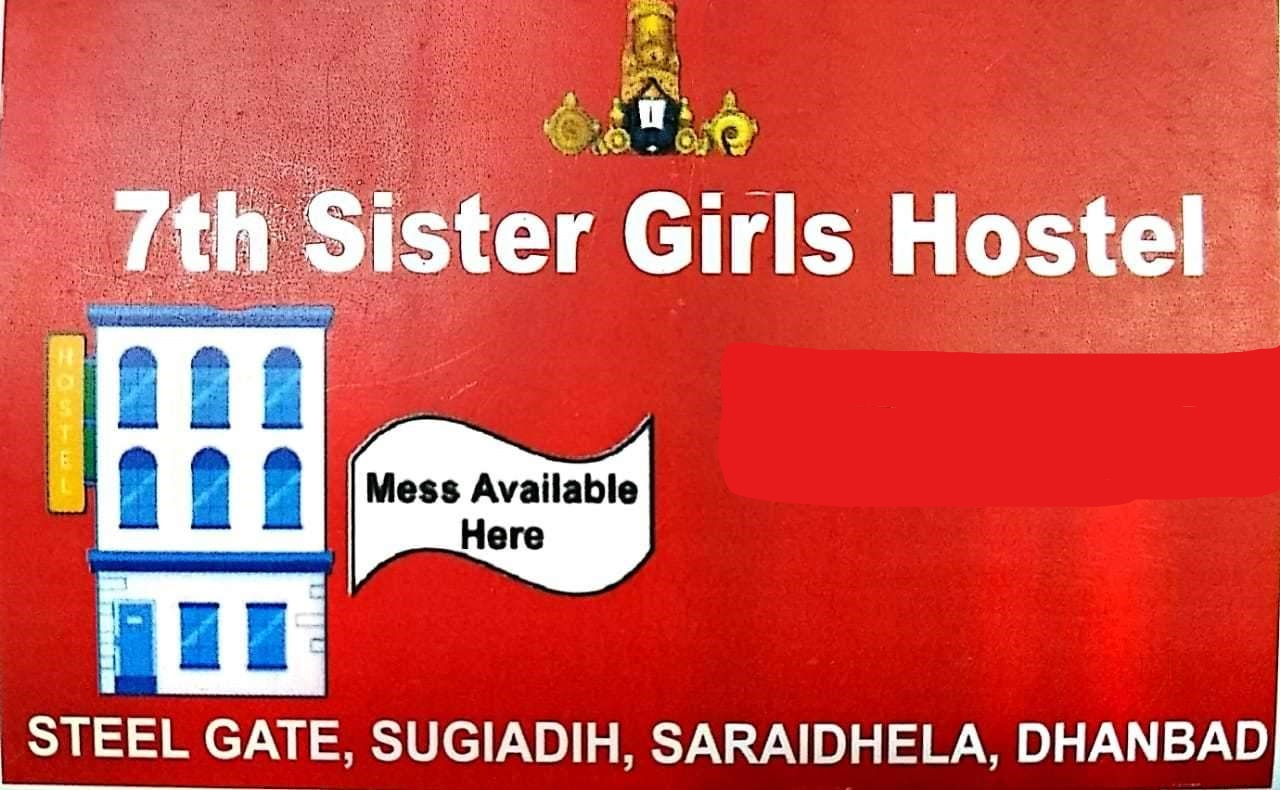 7th Sister Girls Hostel
HOSTEL
Mess Available
Here
STEEL GATE, SUGIADIH, SARAIDHELA, DHANBAD